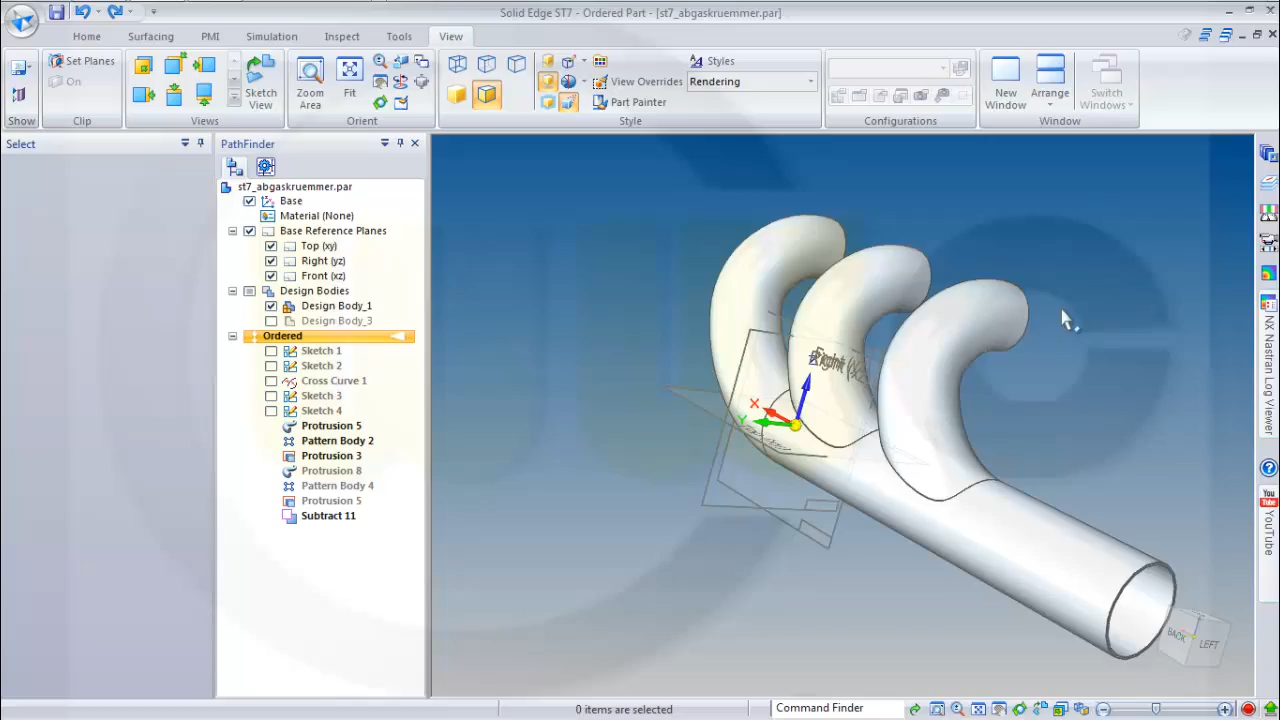 Solid Edge ST7 - Ordered Part - [st7_abgaskruemmer.par]
Home Surfacing PMI Simulation Inspect Tools View
Set Planes
On
Show
Clip
Sketch View
Views
Zoom Area
Fit
Orient
Styles
View Overrides
Rendering
Part Painter
Style
Configurations
New Window
Arrange
Switch Windows
Window
Select
PathFinder
st7_abgaskruemmer.par
Base
Material (None)
Base Reference Planes
Top (xy)
Right (yz)
Front (xz)
Design Bodies
Design Body_1
Design Body_3
Ordered
Sketch 1
Sketch 2
Cross Curve 1
Sketch 3
Sketch 4
Protrusion 5
Pattern Body 2
Protrusion 3
Protrusion 8
Pattern Body 4
Protrusion 5
Subtract 11
X
Y
BACK
LEFT
NX Nastran Log Viewer
You Tube
YouTube
0 items are selected
Command Finder